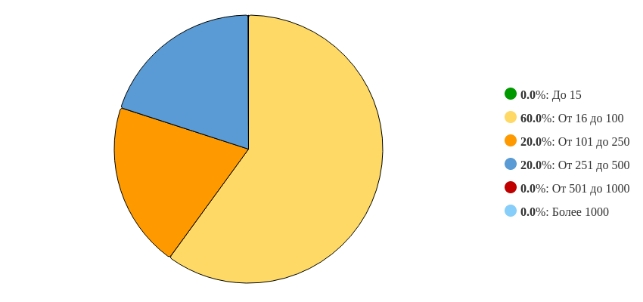 0.0%: До 15
60.0%: От 16 до 100
20.0%: От 101 до 250
20.0%: От 251 до 500
0.0%: От 501 до 1000
0.0%: Более 1000